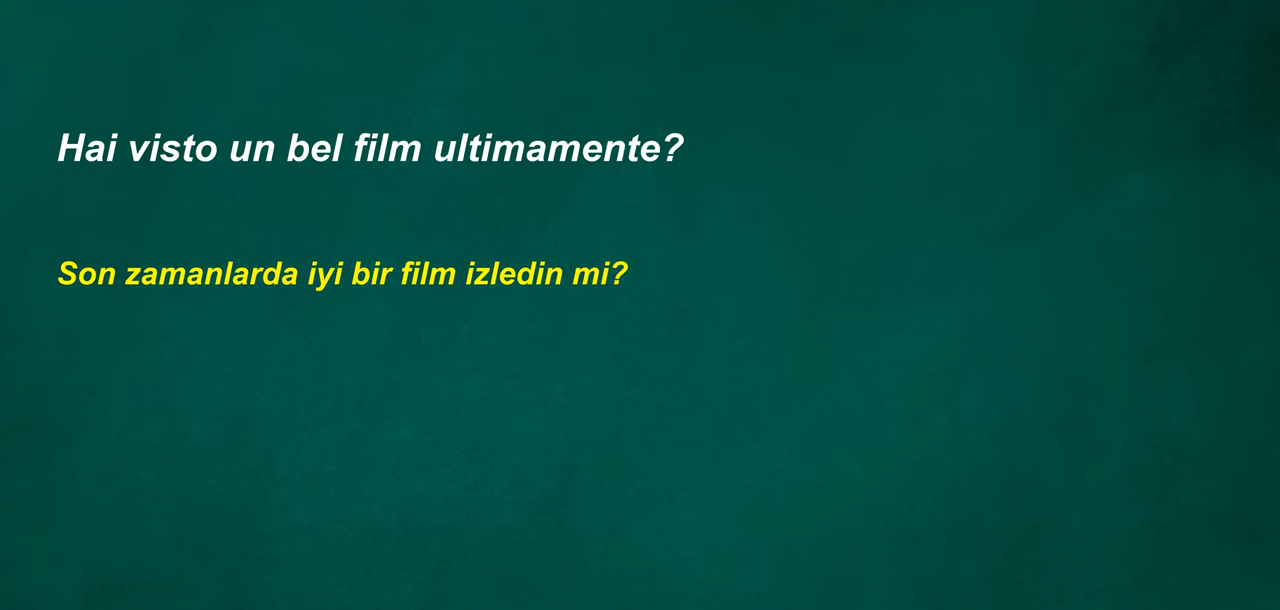 Hai visto un bel film ultimamente?
Son zamanlarda iyi bir film izledin mi?